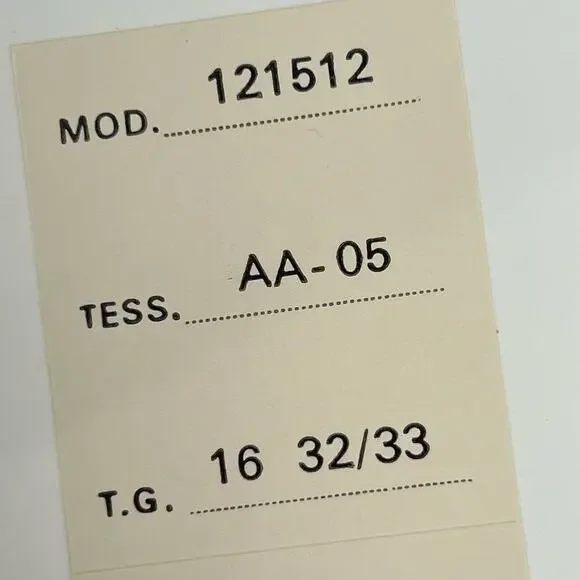 MOD. 121512
TESS. AA-05
T.G. 16 32/33